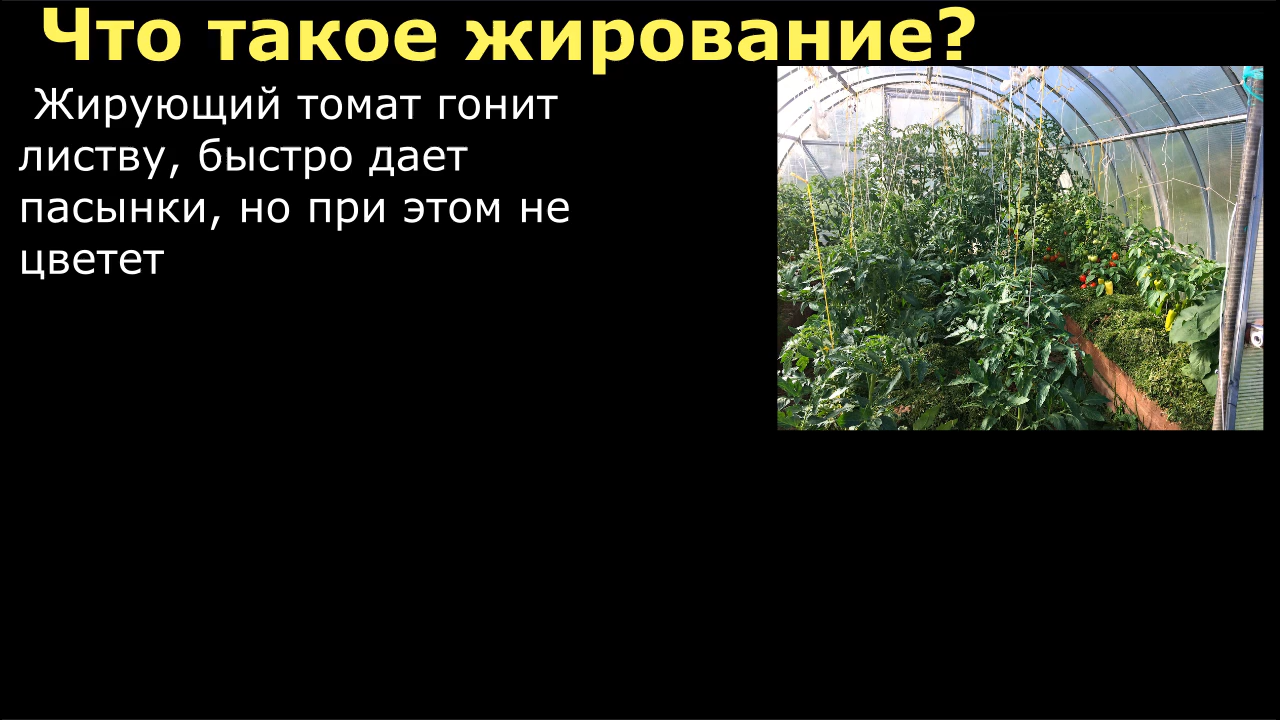 Что такое жирование?
Жирующий томат гонит
листву, быстро дает
пасынки, но при этом не
цветет